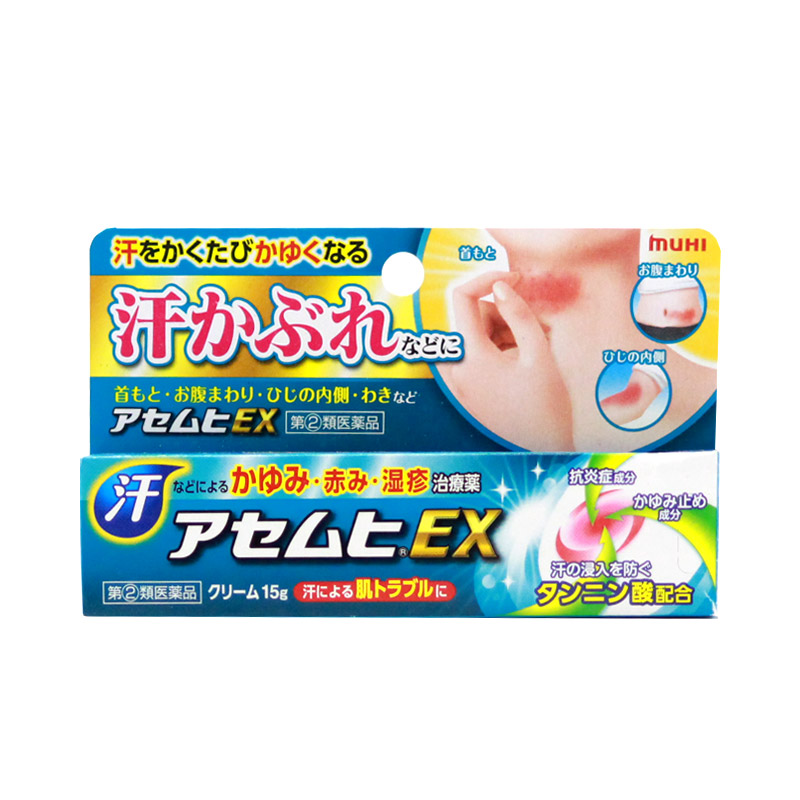 汗をかくたびかゆくなる
汗かぶれなどに
首もと・お腹まわり・ひじの内側・わきなど
アセムヒEX 指②類医薬品
首もと
MUHI
お腹まわり
ひじの内側
汗などによる かゆみ・赤み・湿疹 治療薬
アセムヒ®EX
指②類医薬品 クリーム15g 汗による肌トラブルに
抗炎症成分
かゆみ止め
成分
汗の浸入を防ぐ
タンニン酸配合